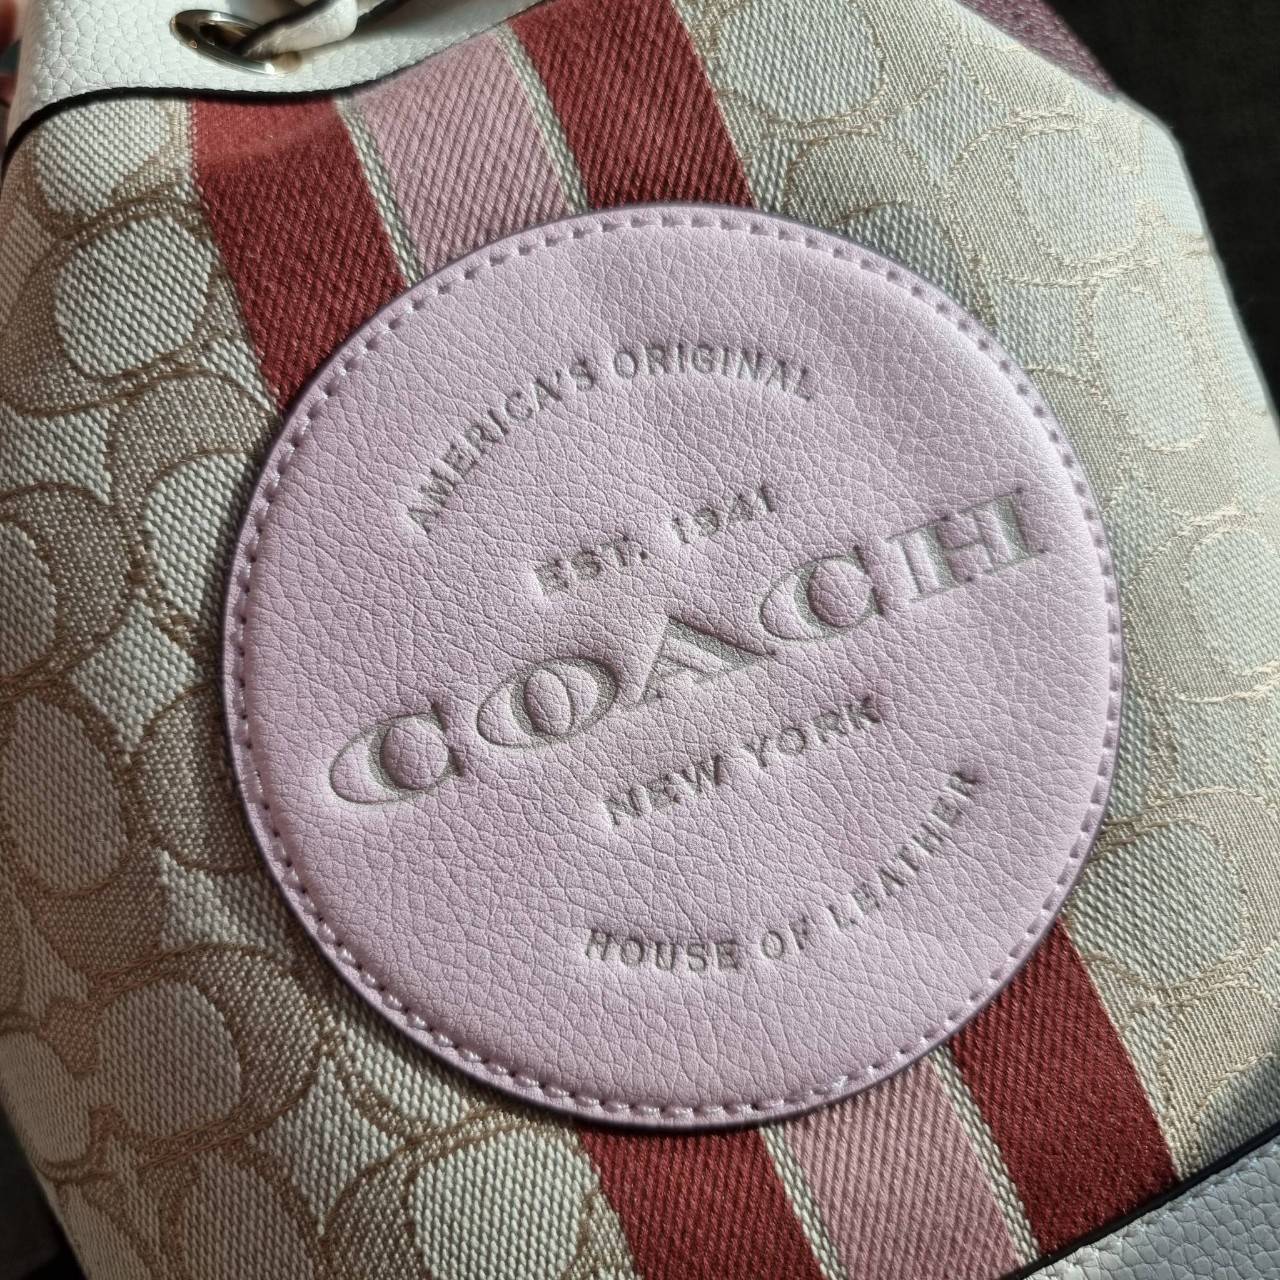 AMERICA'S ORIGINAL
EST. 1941
COACH
NEW YORK
HOUSE OF LEATHER